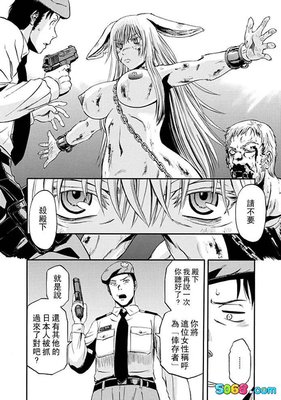 請不要
殺殿下
殿下
我再說一次
你聽好了?
你將
這位女性稱呼
為「倖存者」
就是說
還有其他的
日本人被抓
過來了對吧?
5068.com